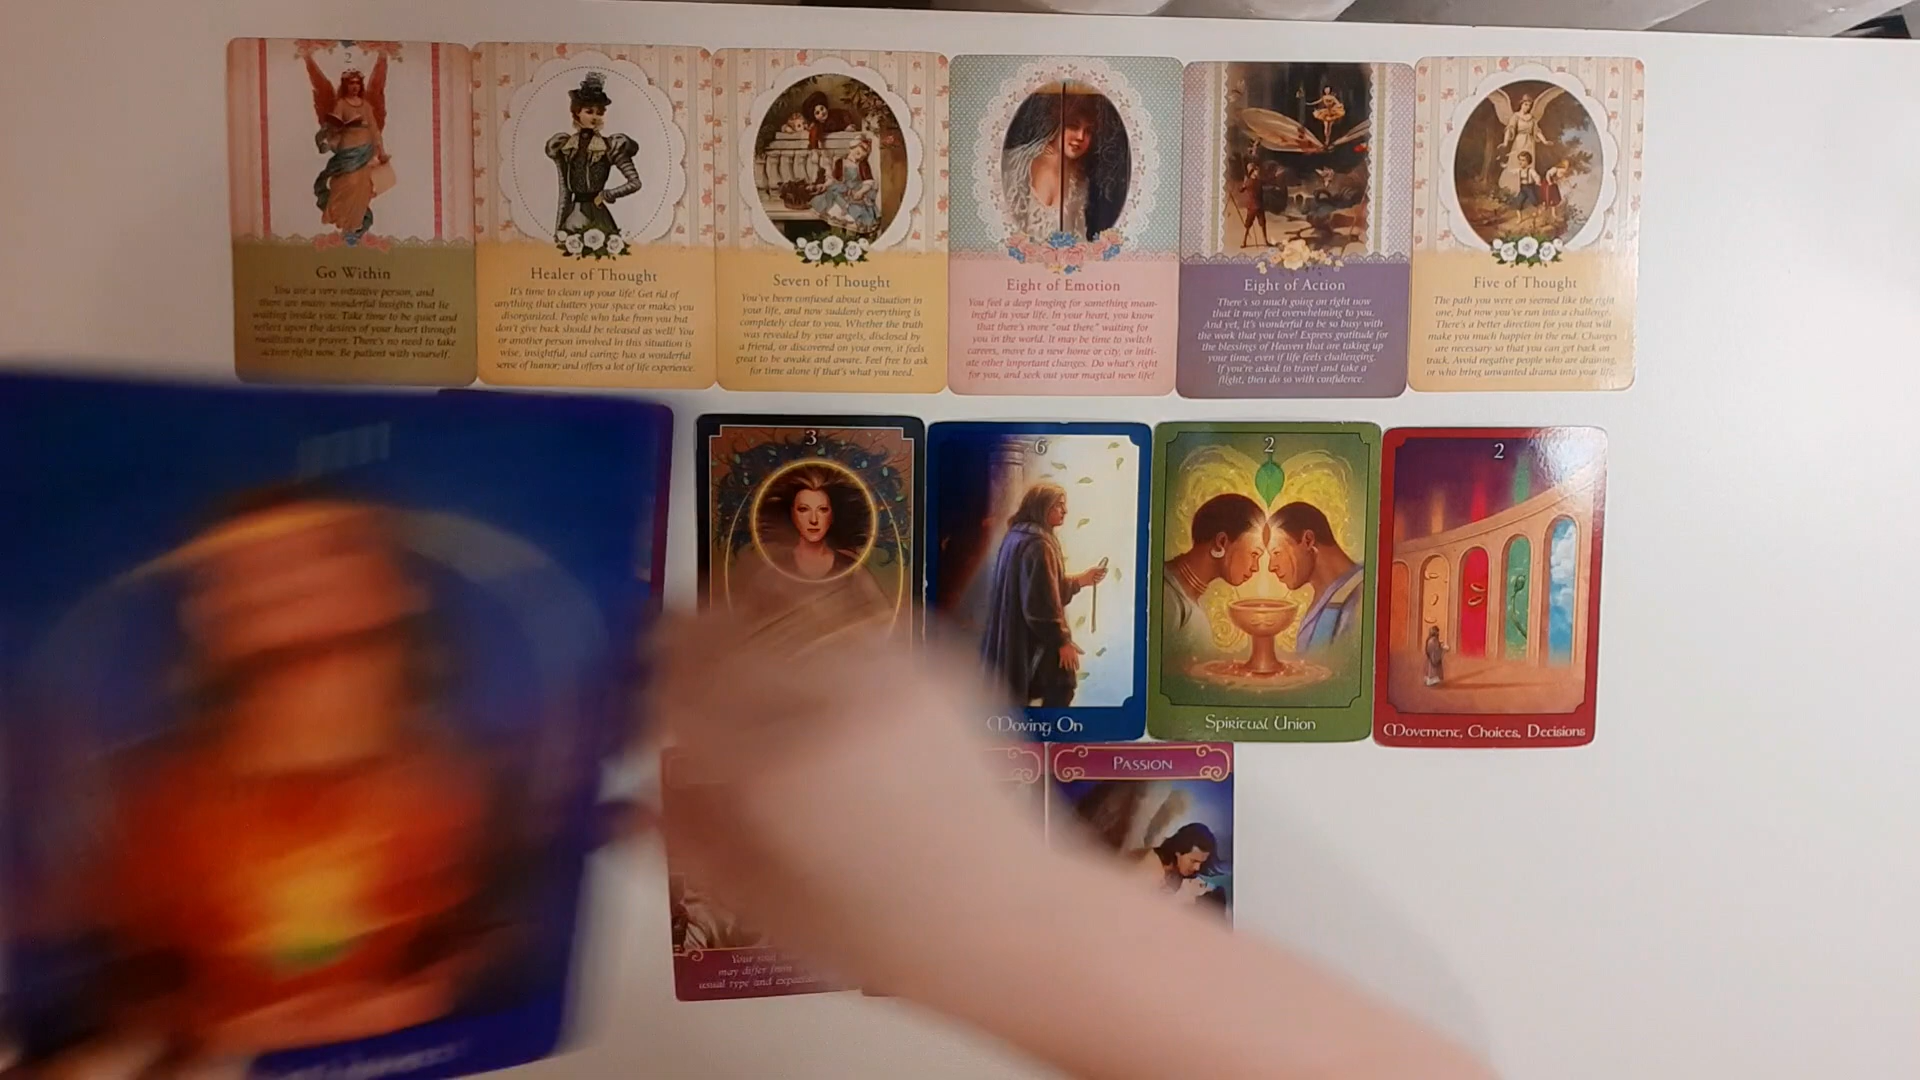 2
Go Within
You are a very intuitive person, and
there are many wonderful insights that lie
waiting inside you. Take time to be quiet and
reflect upon the desires of your heart through
meditation or prayer. There's no need to take
action right now. Be patient with yourself.
Healer of Thought
It's time to clean up your life! Get rid of
anything that clutters your space or makes you
disorganized. People who take from you but
don't give back should be released as well! You
or another person involved in this situation is
wise, insightful, and caring; has a wonderful
sense of humor; and offers a lot of life experience.
Seven of Thought
You've been confused about a situation in
your life, and now suddenly everything is
completely clear to you. Whether the truth
was revealed by your angels, disclosed by
a friend, or discovered on your own, it feels
great to be awake and aware. Feel free to ask
for time alone if that's what you need.
Eight of Emotion
You feel a deep longing for something mean-
ingful in your life. In your heart, you know
that there's more "out there" waiting for
you in the world. It may be time to switch
careers, move to a new home or city, or initi-
ate other important changes. Do what's right
for you, and seek out your magical new life!
Eight of Action
There's so much going on right now
that it may feel overwhelming to you.
And yet, it's wonderful to be so busy with
the work that you love! Express gratitude for
the blessings of Heaven that are taking up
your time, even if life feels challenging.
If you're asked to travel and take a
flight, then do so with confidence.
Five of Thought
The path you were on seemed like the right
one, but now you've run into a challenge.
There's a better direction for you that will
make you much happier in the end. Changes
are necessary so that you can get back on
track. Avoid negative people who are draining,
or who bring unwanted drama into your life.
3
6
Moving On
2
Spiritual Union
2
Movement, Choices, Decisions
PASSION
Your soul
may differ from
usual type and